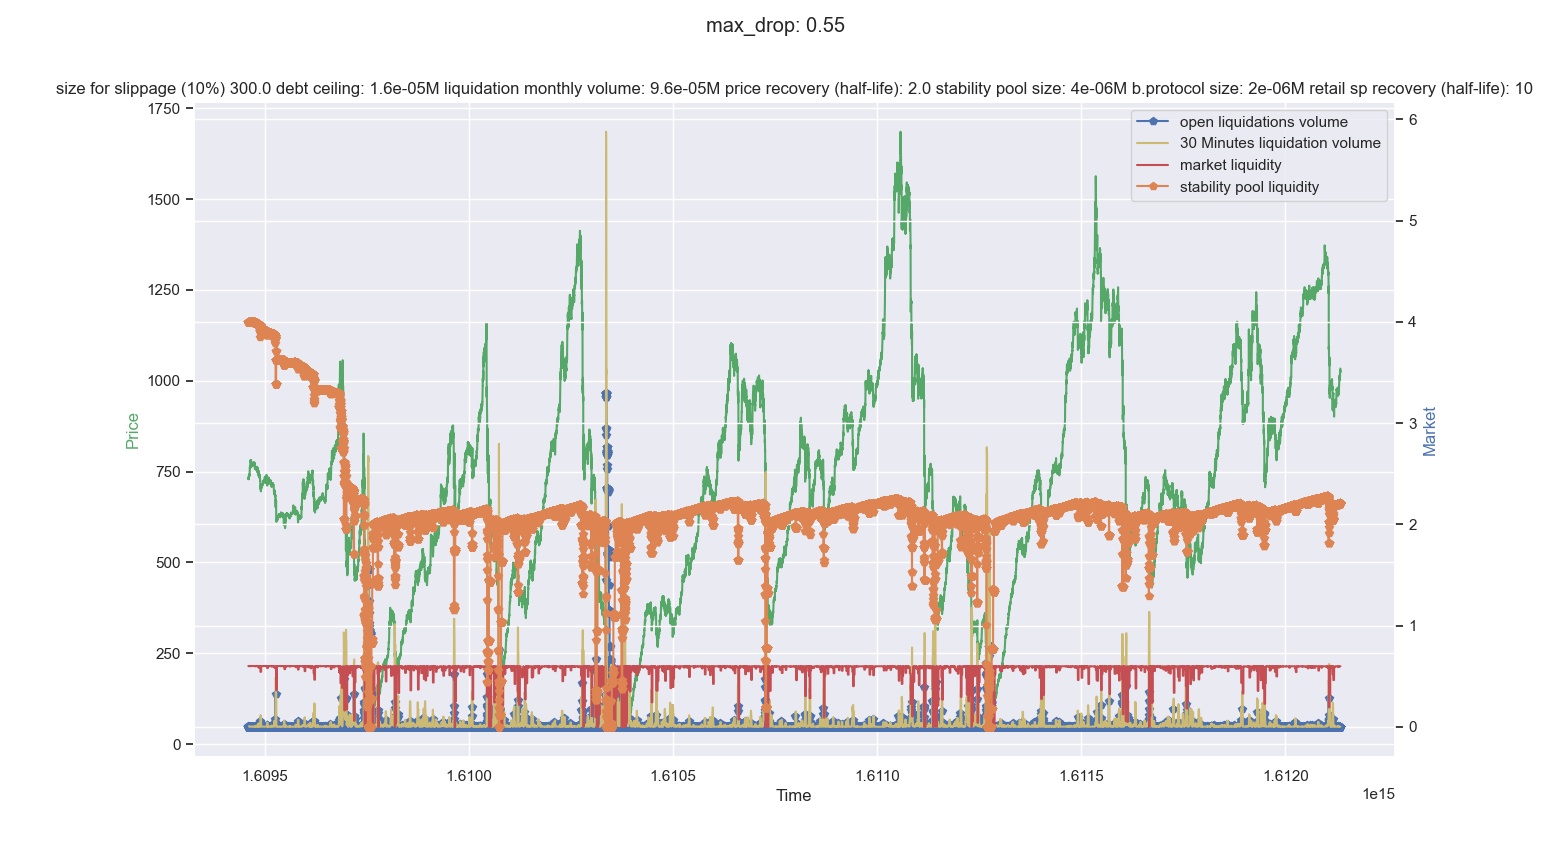 max_drop: 0.55
size for slippage (10%) 300.0 debt ceiling: 1.6e-05M liquidation monthly volume: 9.6e-05M price recovery (half-life): 2.0 stability pool size: 4e-06M b.protocol size: 2e-06M retail sp recovery (half-life): 10
open liquidations volume
30 Minutes liquidation volume
market liquidity
stability pool liquidity
1750
1500
1250
1000
750
500
250
0
Price
6
5
4
3
2
1
0
Market
1.6095 1.6100 1.6105 1.6110 1.6115 1.6120
1e15
Time